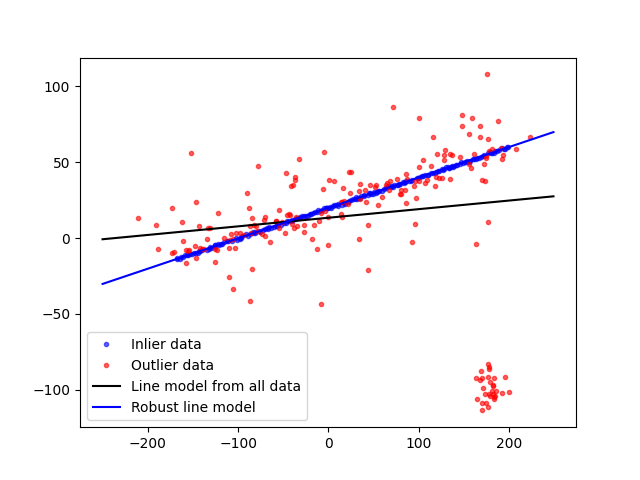 100
50
0
−50
−100
Inlier data
Outlier data
Line model from all data
Robust line model
−200 −100 0 100 200